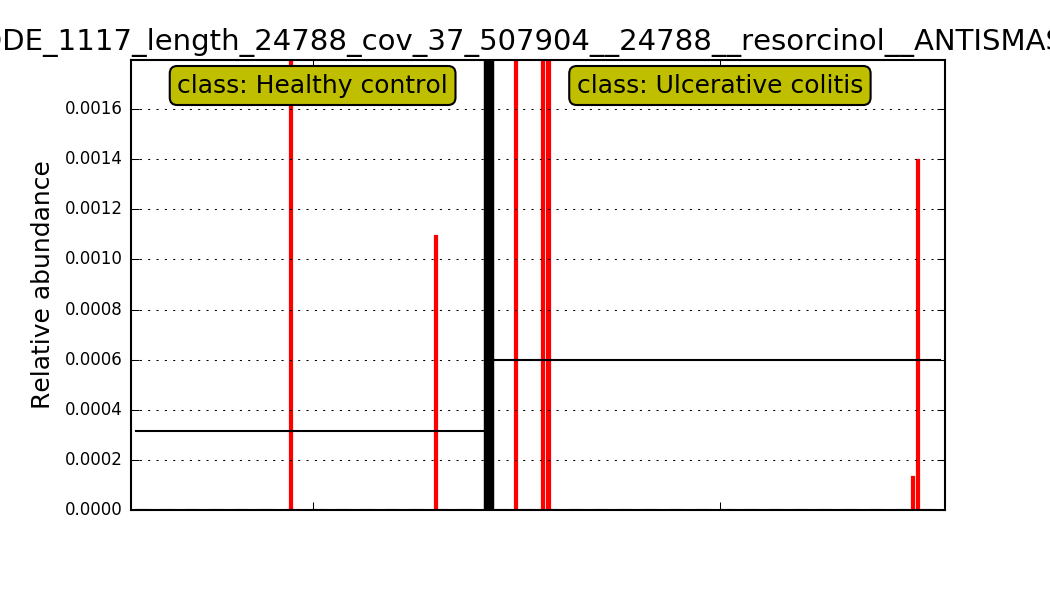 DE_1117_length_24788_cov_37_507904__24788__resorcinol__ANTISMAS
class: Healthy control
class: Ulcerative colitis
Relative abundance
0.0016
0.0014
0.0012
0.0010
0.0008
0.0006
0.0004
0.0002
0.0000